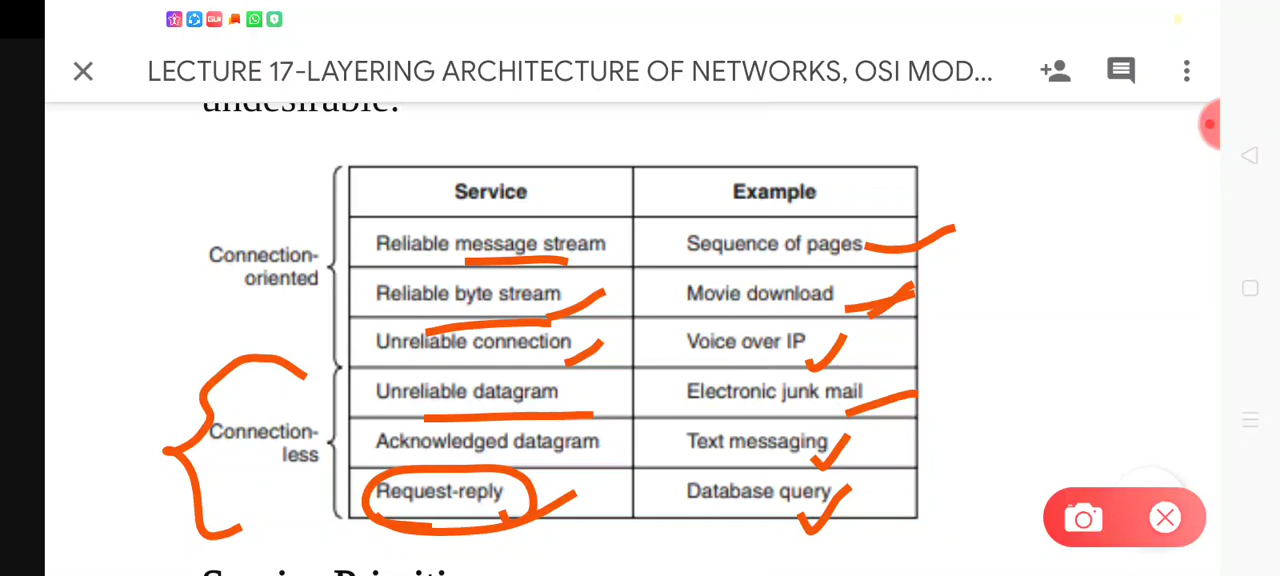 LECTURE 17-LAYERING ARCHITECTURE OF NETWORKS, OSI MOD...
undesirable.
Service Example
Connection-oriented
Reliable message stream Sequence of pages
Reliable byte stream Movie download
Unreliable connection Voice over IP
Connection-less
Unreliable datagram Electronic junk mail
Acknowledged datagram Text messaging
Request-reply Database query